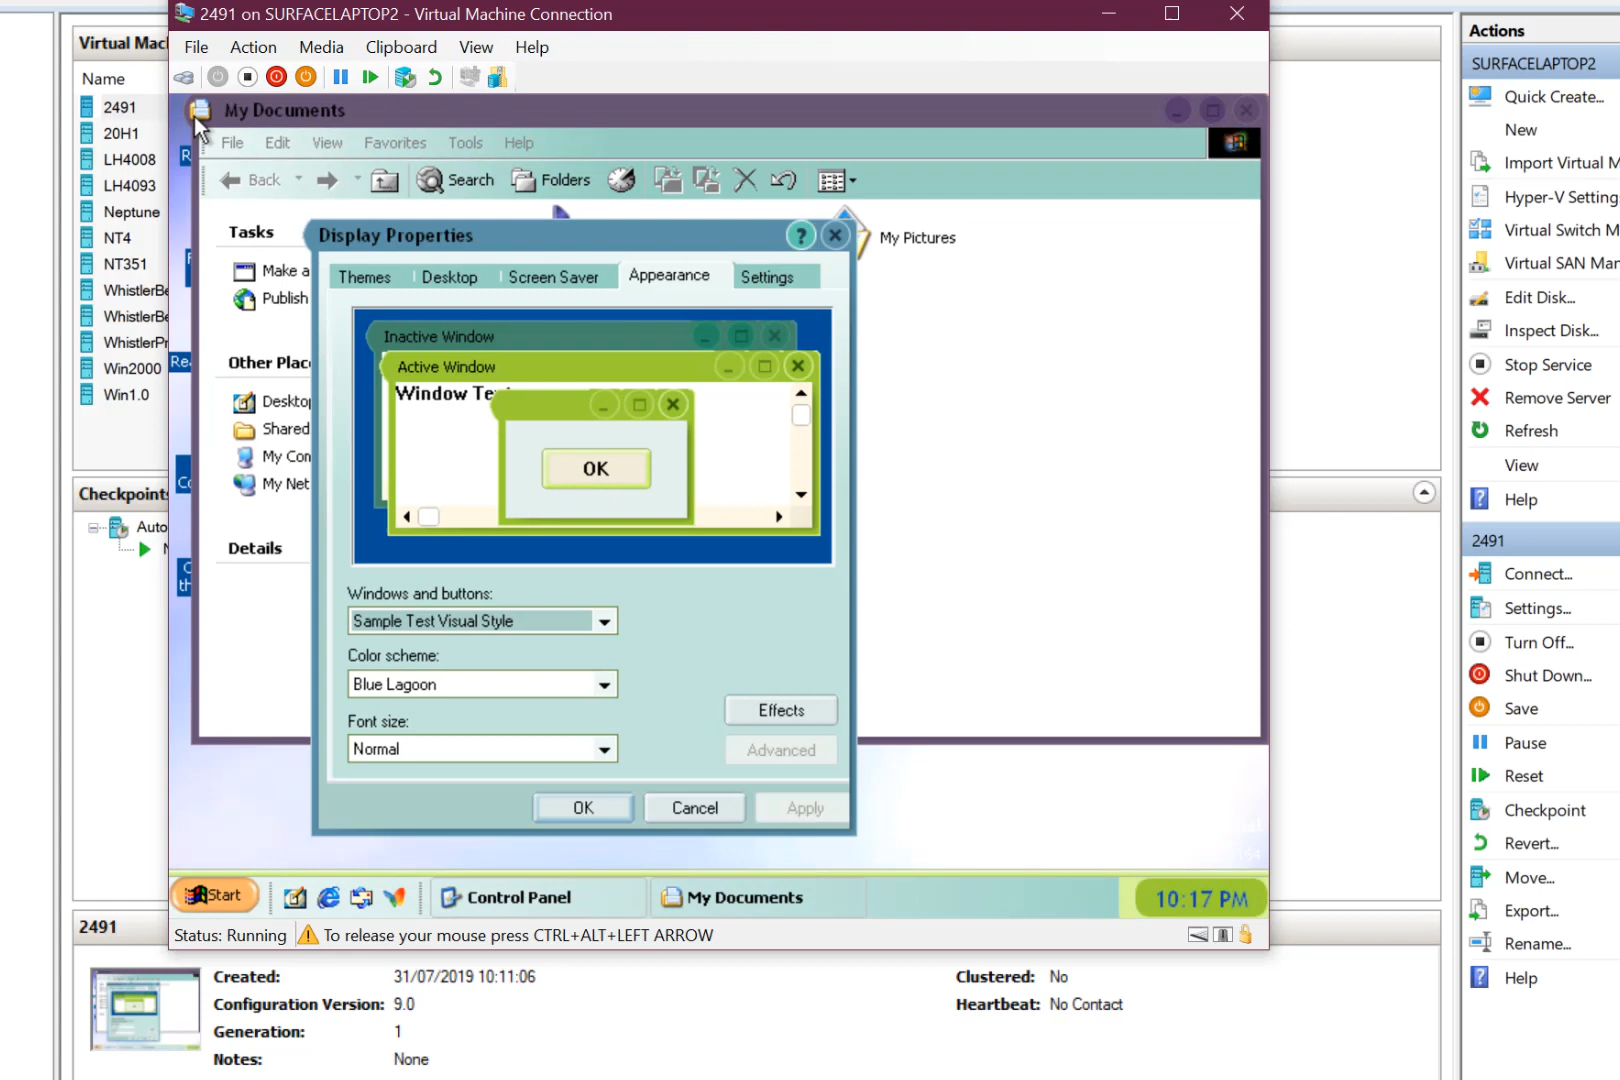 2491 on SURFACELAPTOP2 - Virtual Machine Connection
File Action Media Clipboard View Help
My Documents
File Edit View Favorites Tools Help
Back Search Folders
Tasks
Make a
Publish
Other Plac
Desktop
Shared
My Con
My Net
Details
My Pictures
Display Properties
Themes Desktop Screen Saver Appearance Settings
Inactive Window
Active Window
Window Te
OK
Windows and buttons:
Sample Test Visual Style
Color scheme:
Blue Lagoon
Font size:
Normal
Effects
Advanced
OK Cancel Apply
Start Control Panel My Documents 10:17 PM
Status: Running To release your mouse press CTRL+ALT+LEFT ARROW
Virtual Mac
Name
2491
20H1
LH4008
LH4093
Neptune
NT4
NT351
WhistlerBe
WhistlerBe
WhistlerPr
Win2000
Win1.0
Checkpoints
Auto
2491
Created: 31/07/2019 10:11:06
Configuration Version: 9.0
Generation: 1
Notes: None
Clustered: No
Heartbeat: No Contact
Actions
SURFACELAPTOP2
Quick Create...
New
Import Virtual M
Hyper-V Setting
Virtual Switch M
Virtual SAN Man
Edit Disk...
Inspect Disk...
Stop Service
Remove Server
Refresh
View
Help
2491
Connect...
Settings...
Turn Off...
Shut Down...
Save
Pause
Reset
Checkpoint
Revert...
Move...
Export...
Rename...
Help